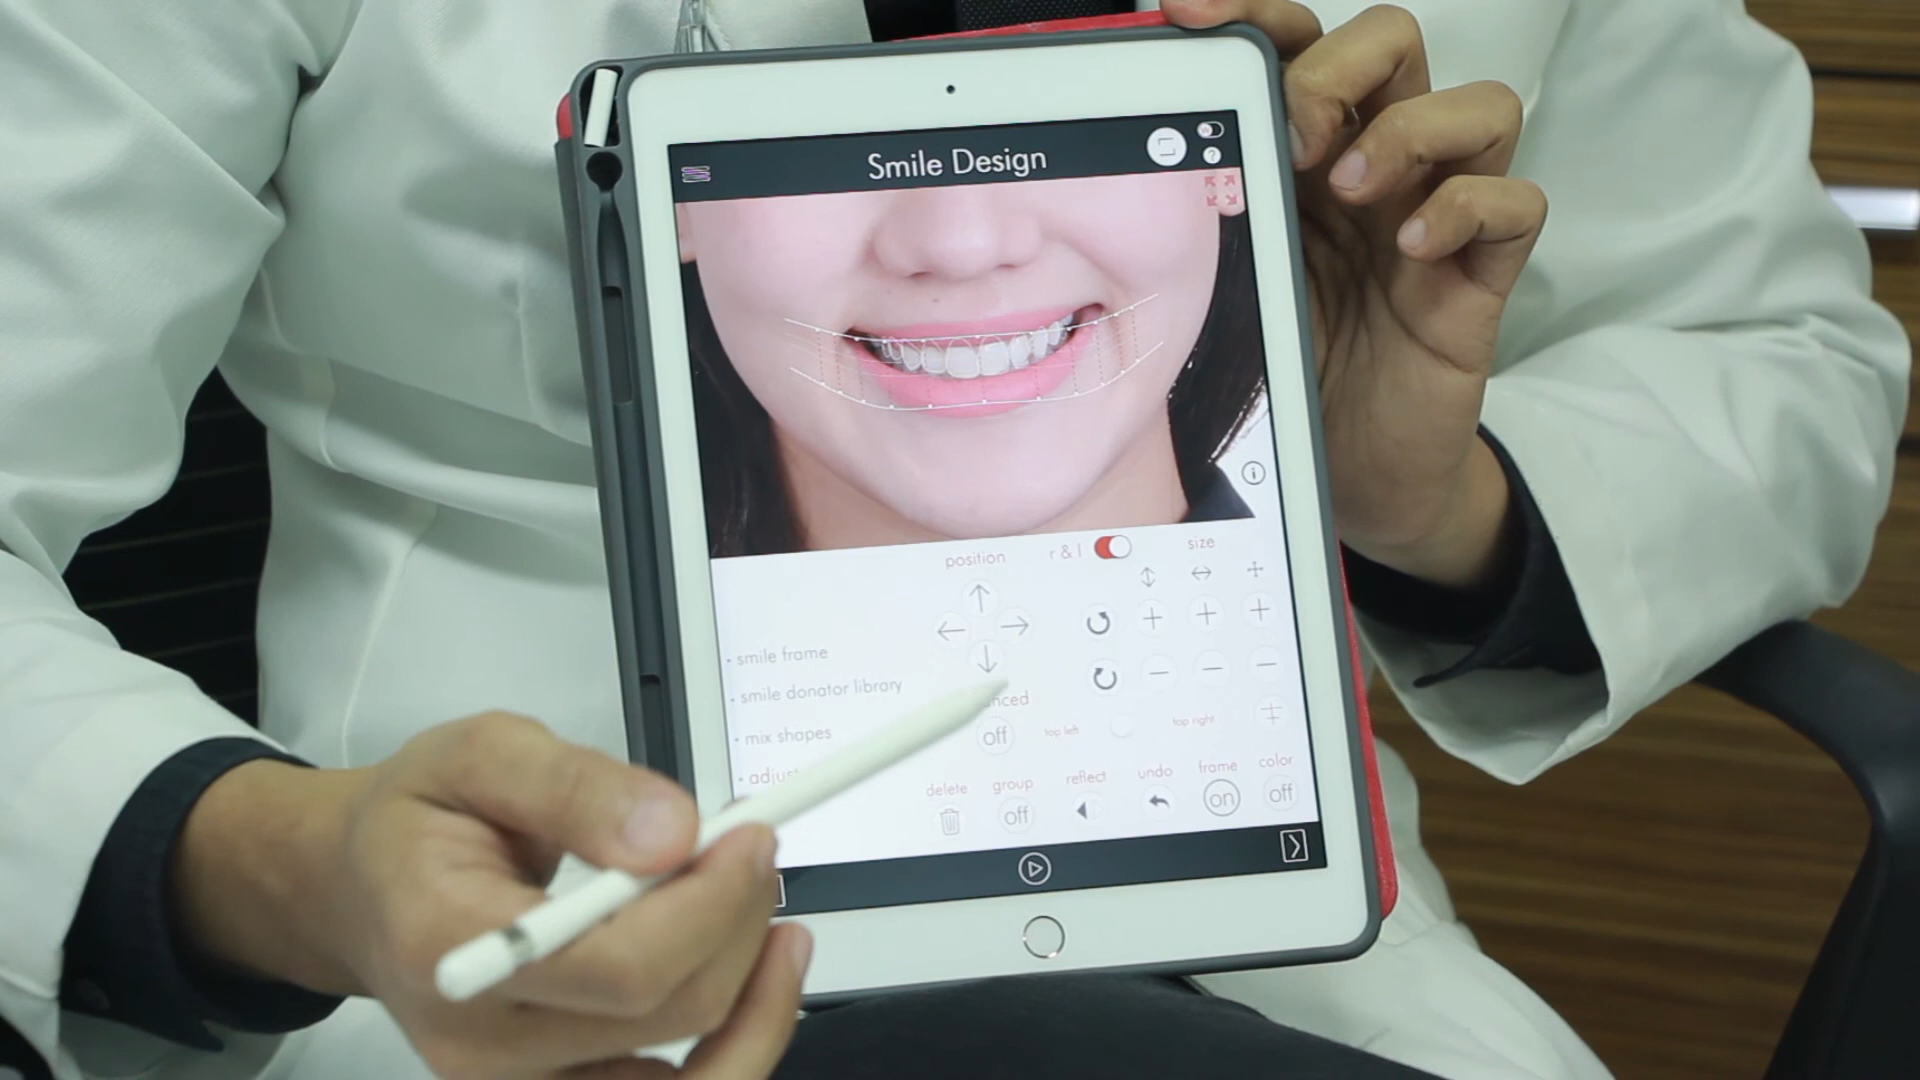 Smile Design
position
r & l
size
• smile frame
• smile donator library
• mix shapes
off
top left
top right
delete
group
reflect
undo
frame
color
off
on
off